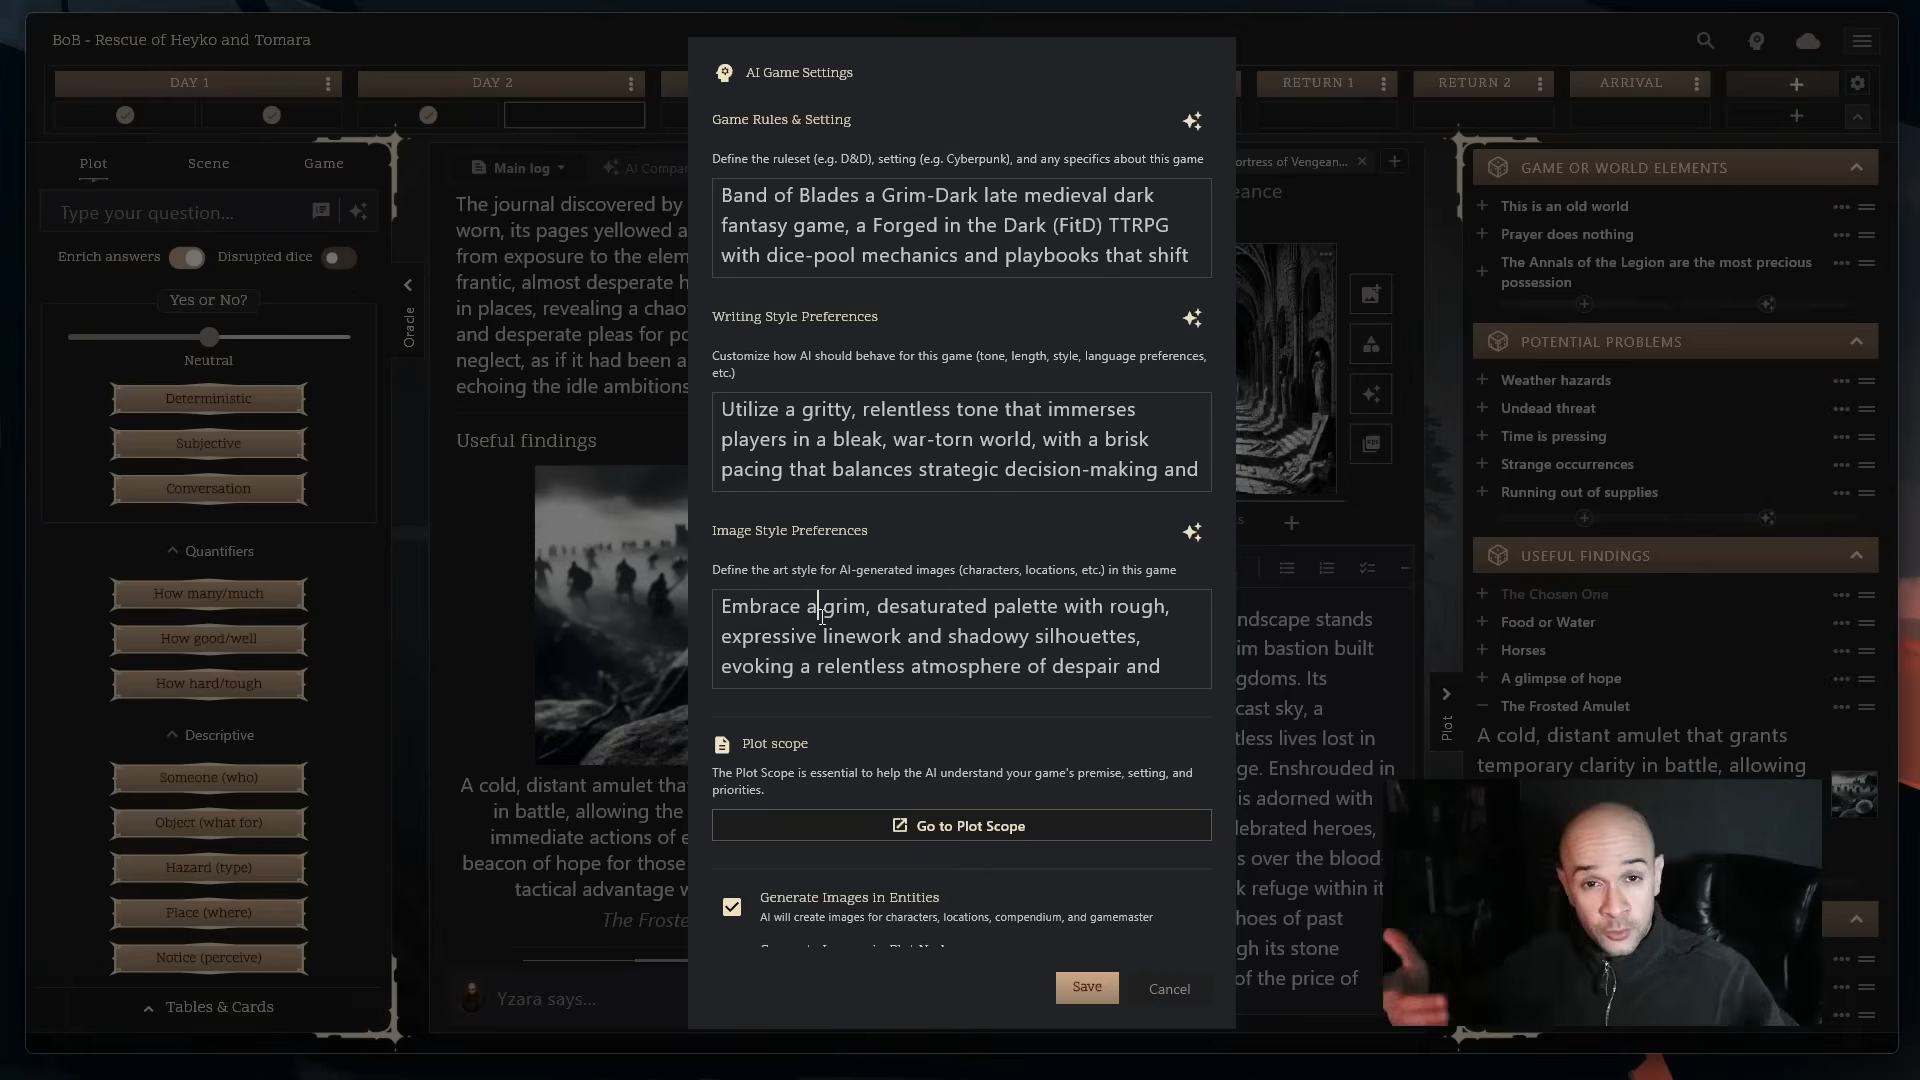 BoB - Rescue of Heyko and Tomara
DAY 1
DAY 2
RETURN 1
RETURN 2
ARRIVAL
Plot
Scene
Game
Type your question...
Enrich answers
Disrupted dice
Yes or No?
Neutral
Deterministic
Subjective
Conversation
Quantifiers
How many/much
How good/well
How hard/tough
Descriptive
Someone (who)
Object (what for)
Hazard (type)
Place (where)
Notice (perceive)
Tables & Cards
Oracle
Main log
AI Compa
The journal discovered by
worn, its pages yellowed a
from exposure to the elem
frantic, almost desperate h
in places, revealing a chao
and desperate pleas for po
neglect, as if it had been a
echoing the idle ambitions
Useful findings
A cold, distant amulet tha
in battle, allowing the
immediate actions of e
beacon of hope for those
tactical advantage w
The Froste
Yzara says...
AI Game Settings
Game Rules & Setting
Define the ruleset (e.g. D&D), setting (e.g. Cyberpunk), and any specifics about this game
Band of Blades a Grim-Dark late medieval dark
fantasy game, a Forged in the Dark (FitD) TTRPG
with dice-pool mechanics and playbooks that shift
Writing Style Preferences
Customize how AI should behave for this game (tone, length, style, language preferences,
etc.)
Utilize a gritty, relentless tone that immerses
players in a bleak, war-torn world, with a brisk
pacing that balances strategic decision-making and
Image Style Preferences
Define the art style for AI-generated images (characters, locations, etc.) in this game
Embrace a grim, desaturated palette with rough,
expressive linework and shadowy silhouettes,
evoking a relentless atmosphere of despair and
Plot scope
The Plot Scope is essential to help the AI understand your game's premise, setting, and
priorities.
Go to Plot Scope
Generate Images in Entities
AI will create images for characters, locations, compendium, and gamemaster
Save
Cancel
ortress of Vengean...
eance
ndscape stands
im bastion built
gdoms. Its
cast sky, a
tless lives lost in
ge. Enshrouded in
is adorned with
lebrated heroes,
s over the blood-
k refuge within it
hoes of past
gh its stone
of the price of
Plot
GAME OR WORLD ELEMENTS
This is an old world
Prayer does nothing
The Annals of the Legion are the most precious
possession
POTENTIAL PROBLEMS
Weather hazards
Undead threat
Time is pressing
Strange occurrences
Running out of supplies
USEFUL FINDINGS
The Chosen One
Food or Water
Horses
A glimpse of hope
The Frosted Amulet
A cold, distant amulet that grants
temporary clarity in battle, allowing